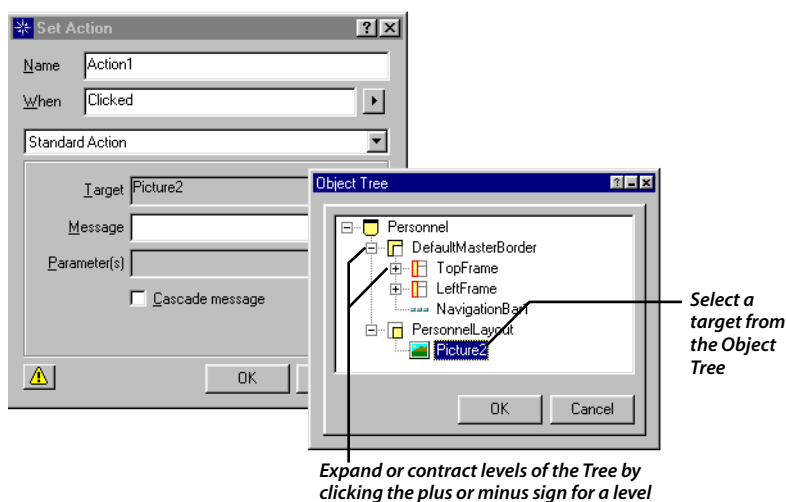 Set Action
Name Action1
When Clicked
Standard Action
Target Picture2
Message
Parameter(s)
Cascade message
OK
Object Tree
Personnel
DefaultMasterBorder
TopFrame
LeftFrame
NavigationBar1
PersonnelLayout
Picture2
OK Cancel
Select a
target from
the Object
Tree
Expand or contract levels of the Tree by
clicking the plus or minus sign for a level